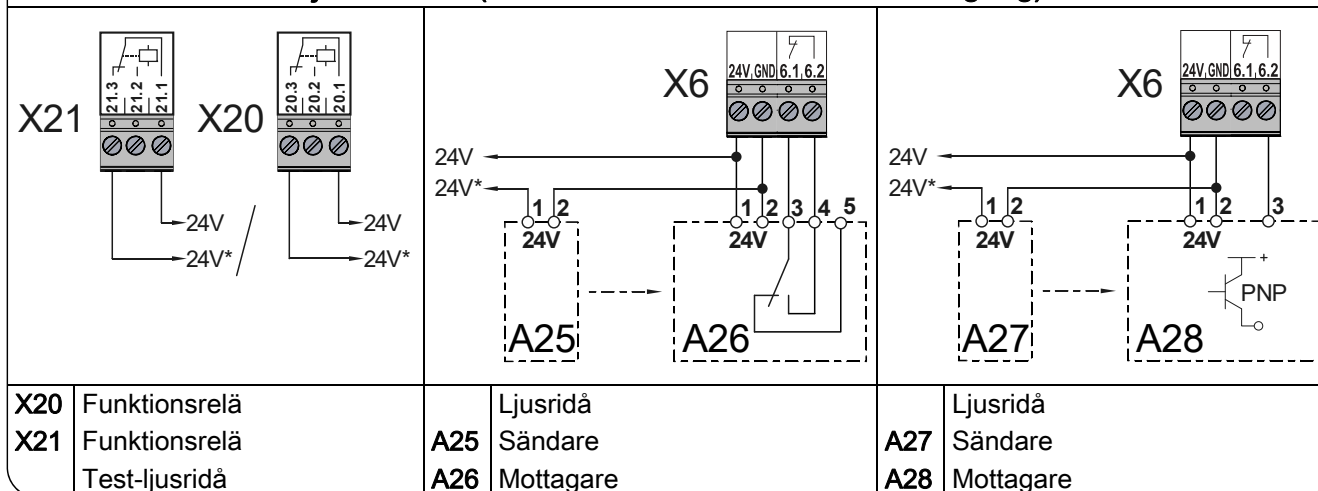 21.3 21.2 21.1
X21
20.3 20.2 20.1
X20
24V
24V*
24V
24V*
24V GND 6.1 6.2
X6
24V
24V*
1 2
24V
1 2 3 4 5
24V
A25
A26
24V GND 6.1 6.2
X6
24V
24V*
1 2
24V
1 2 3
24V
+
PNP
A27
A28
X20 Funktionsrelä
X21 Funktionsrelä
Test-ljusridå
Ljusridå
A25 Sändare
A26 Mottagare
Ljusridå
A27 Sändare
A28 Mottagare